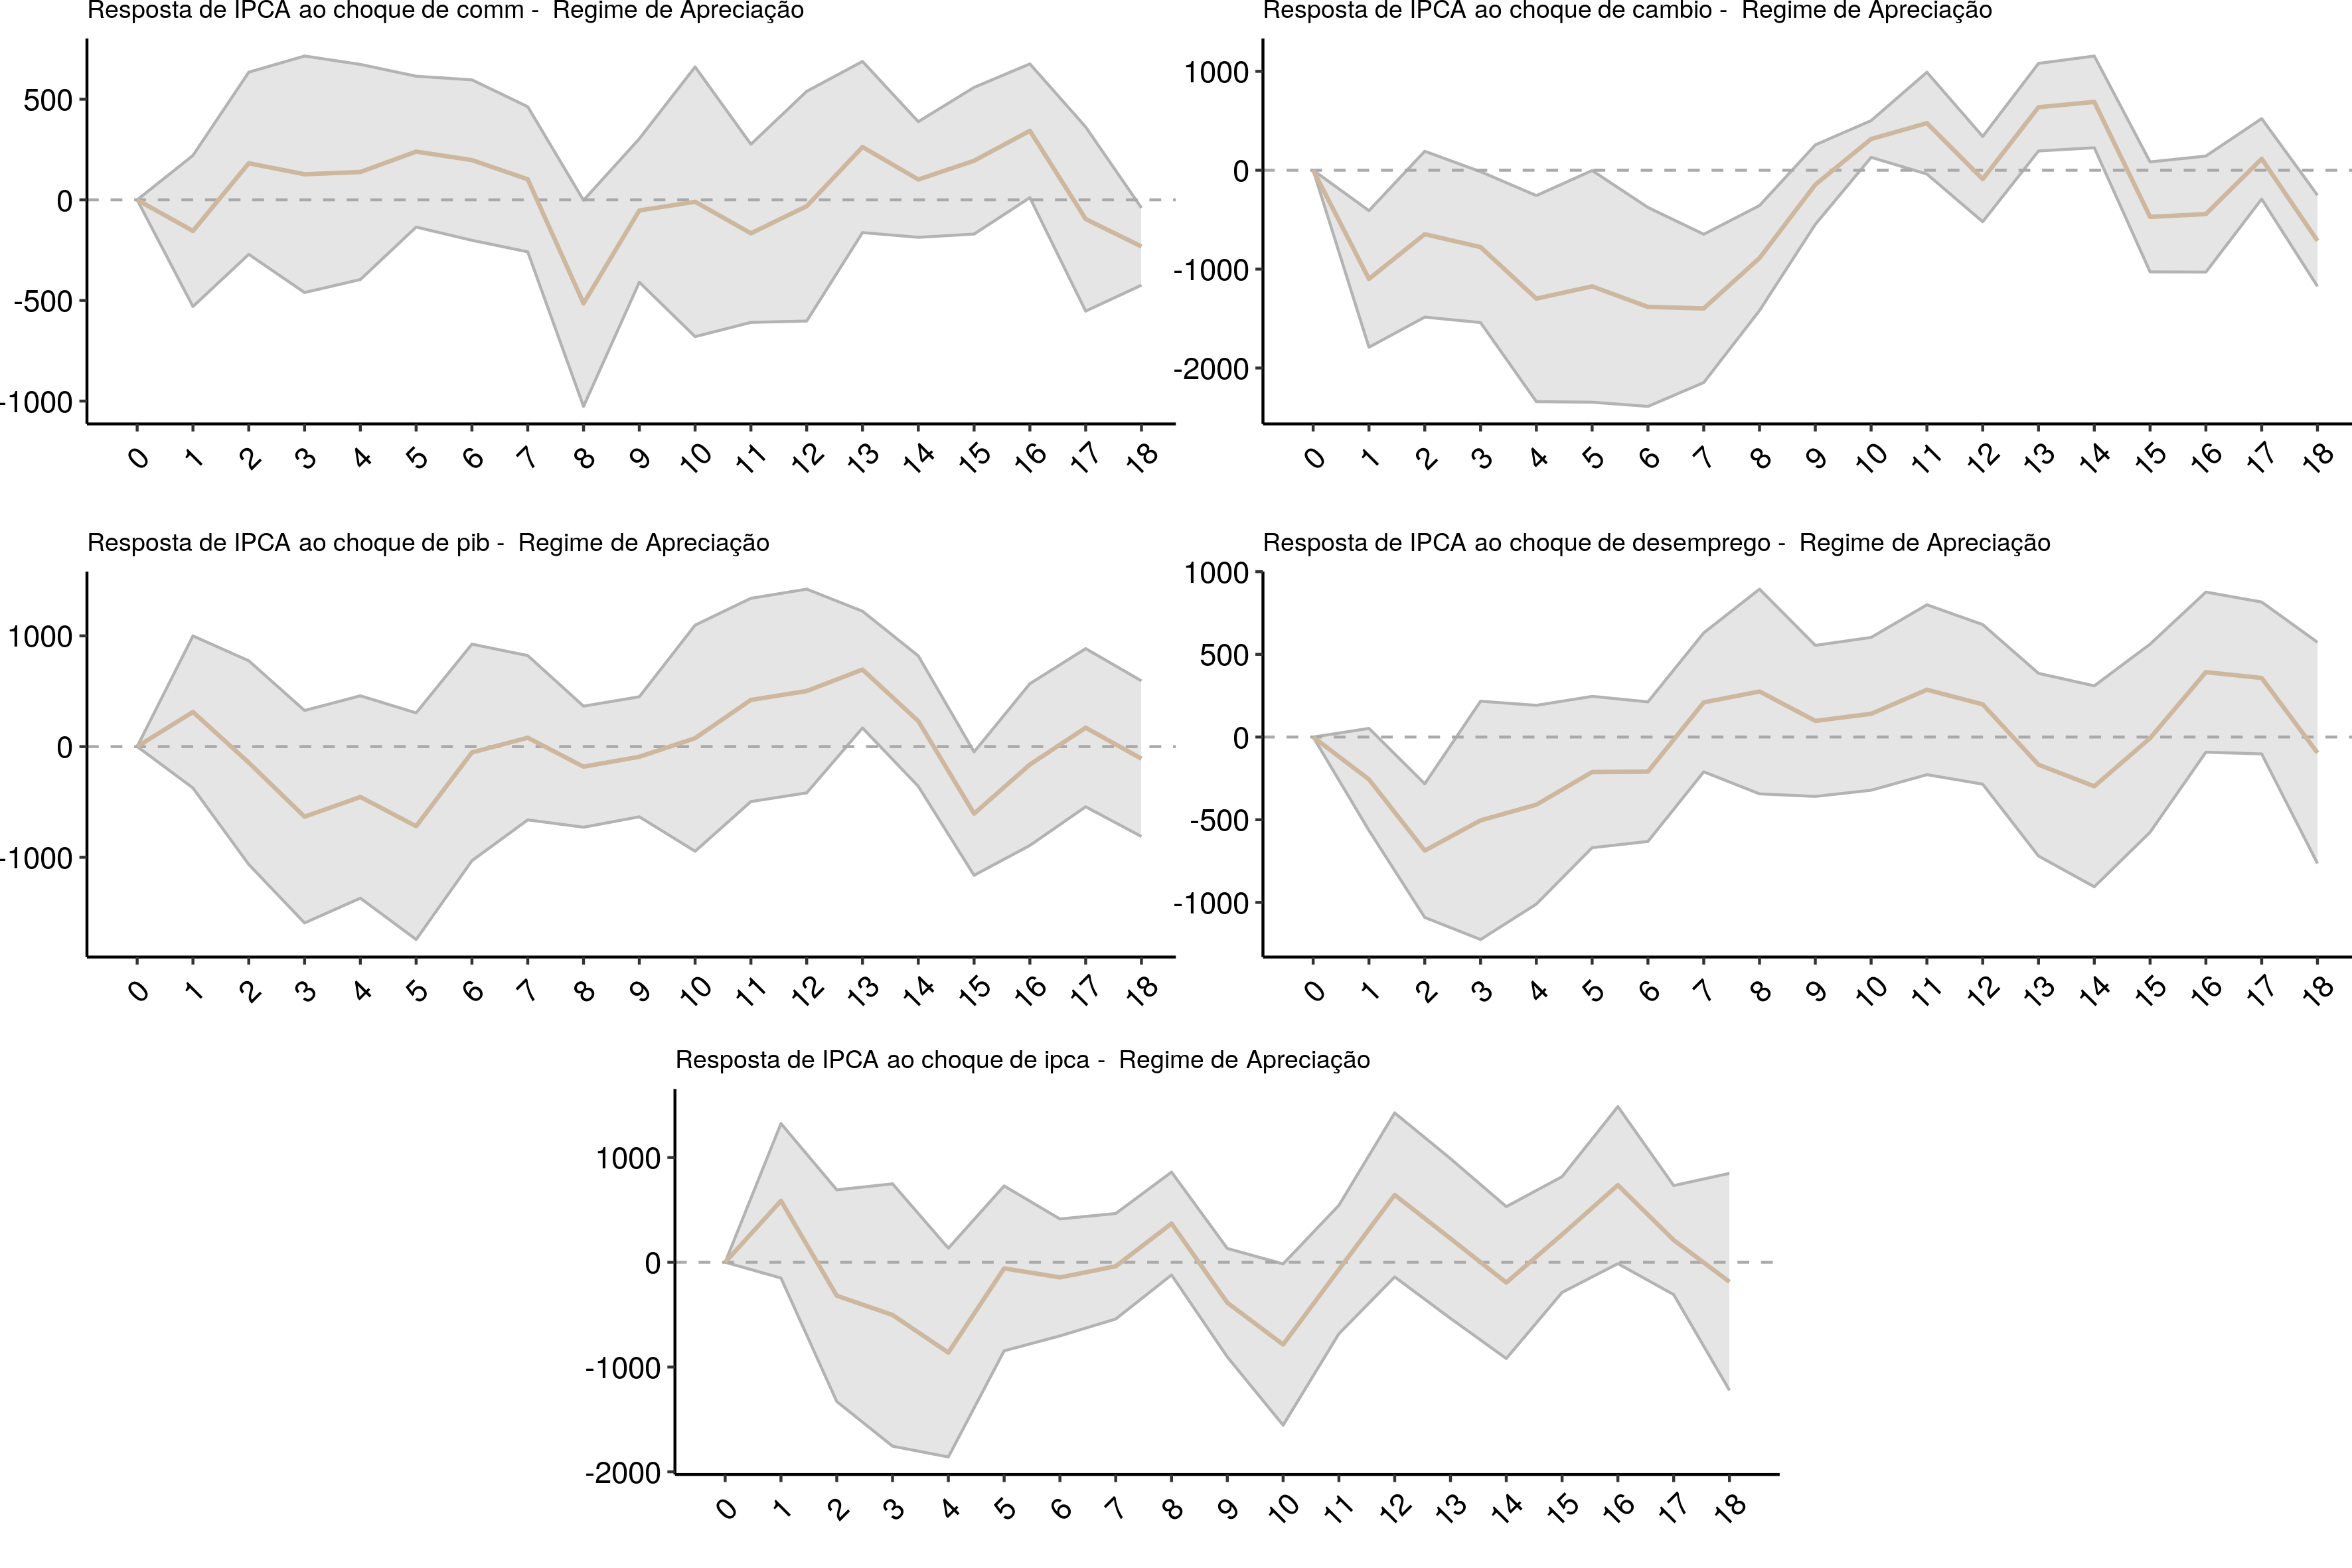 Resposta de IPCA ao choque de comm -  Regime de Apreciação
500
0
-500
-1000
0 1 2 3 4 5 6 7 8 9 10 11 12 13 14 15 16 17 18
Resposta de IPCA ao choque de cambio -  Regime de Apreciação
1000
0
-1000
-2000
0 1 2 3 4 5 6 7 8 9 10 11 12 13 14 15 16 17 18
Resposta de IPCA ao choque de pib -  Regime de Apreciação
1000
0
-1000
0 1 2 3 4 5 6 7 8 9 10 11 12 13 14 15 16 17 18
Resposta de IPCA ao choque de desemprego -  Regime de Apreciação
1000
500
0
-500
-1000
0 1 2 3 4 5 6 7 8 9 10 11 12 13 14 15 16 17 18
Resposta de IPCA ao choque de ipca -  Regime de Apreciação
1000
0
-1000
-2000
0 1 2 3 4 5 6 7 8 9 10 11 12 13 14 15 16 17 18